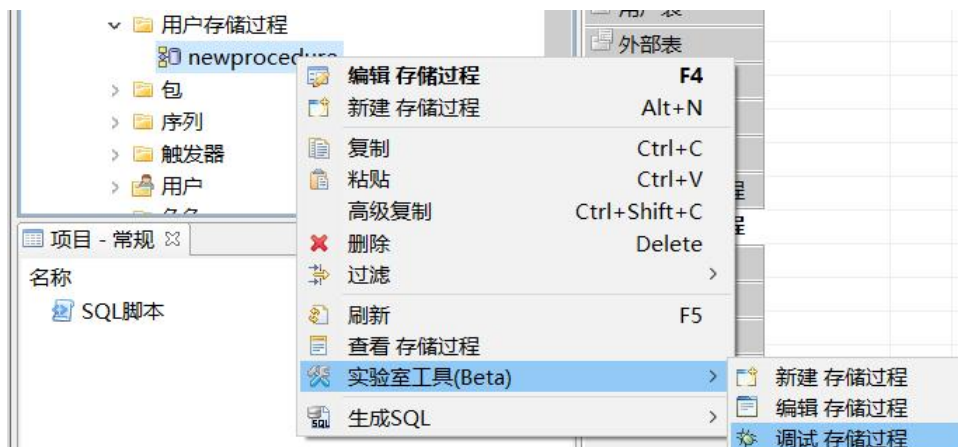 用户存储过程
外部表
newprocedure
编辑 存储过程 F4
新建 存储过程 Alt+N
包
序列
复制 Ctrl+C
触发器
粘贴 Ctrl+V
用户
高级复制 Ctrl+Shift+C
项目 - 常规
删除 Delete
名称
过滤
SQL脚本
刷新 F5
查看 存储过程
实验室工具(Beta)
新建 存储过程
编辑 存储过程
生成SQL
调试 存储过程